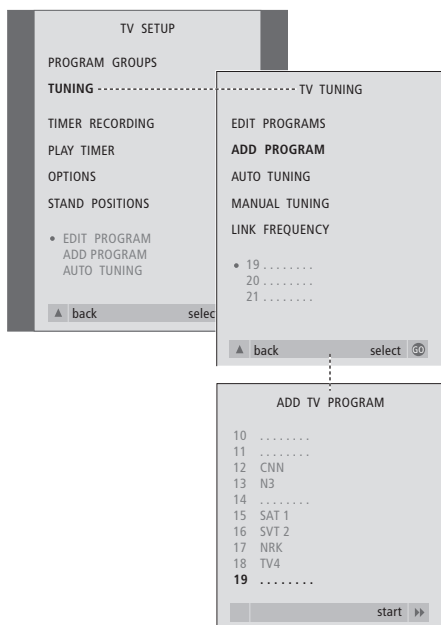 TV SETUP
PROGRAM GROUPS
TUNING
TIMER RECORDING
PLAY TIMER
OPTIONS
STAND POSITIONS
• EDIT PROGRAM
ADD PROGRAM
AUTO TUNING
▲ back selec
TV TUNING
EDIT PROGRAMS
ADD PROGRAM
AUTO TUNING
MANUAL TUNING
LINK FREQUENCY
• 19 ........
20 ........
21 ........
▲ back select GO
ADD TV PROGRAM
10 ........
11 ........
12 CNN
13 N3
14 ........
15 SAT 1
16 SVT 2
17 NRK
18 TV4
19 ........
start